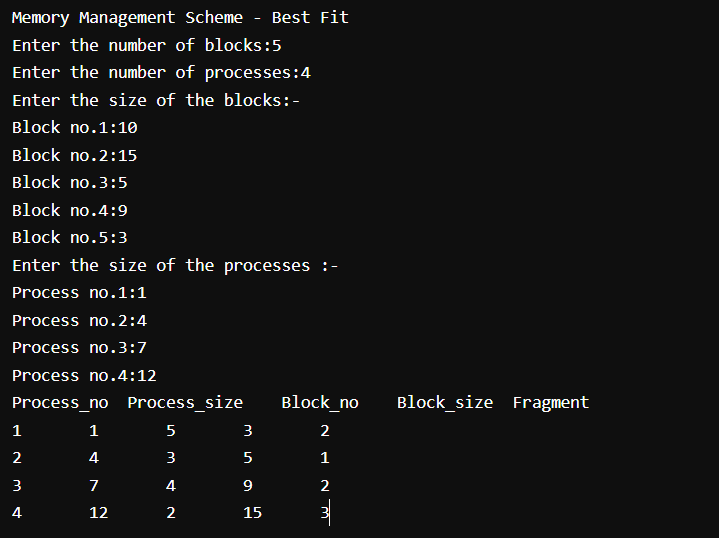 Memory Management Scheme - Best Fit
Enter the number of blocks:5
Enter the number of processes:4
Enter the size of the blocks:-
Block no.1:10
Block no.2:15
Block no.3:5
Block no.4:9
Block no.5:3
Enter the size of the processes :-
Process no.1:1
Process no.2:4
Process no.3:7
Process no.4:12
Process_no  Process_size    Block_no    Block_size  Fragment
1       1       5       3       2
2       4       3       5       1
3       7       4       9       2
4       12      2       15      3